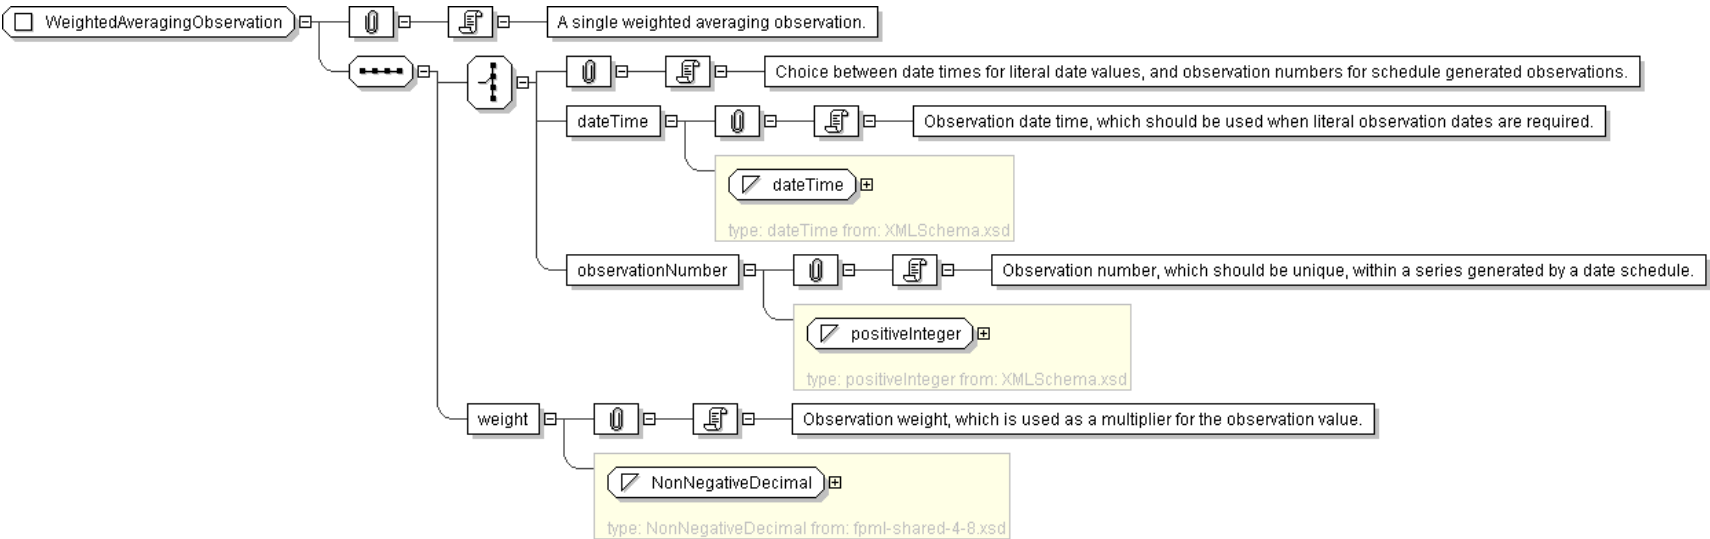 WeightedAveragingObservation
A single weighted averaging observation.
Choice between date times for literal date values, and observation numbers for schedule generated observations.
dateTime
Observation date time, which should be used when literal observation dates are required.
dateTime
type: dateTime from: XMLSchema.xsd
observationNumber
Observation number, which should be unique, within a series generated by a date schedule.
positiveInteger
type: positiveInteger from: XMLSchema.xsd
weight
Observation weight, which is used as a multiplier for the observation value.
NonNegativeDecimal
type: NonNegativeDecimal from: fpml-shared-4-8.xsd